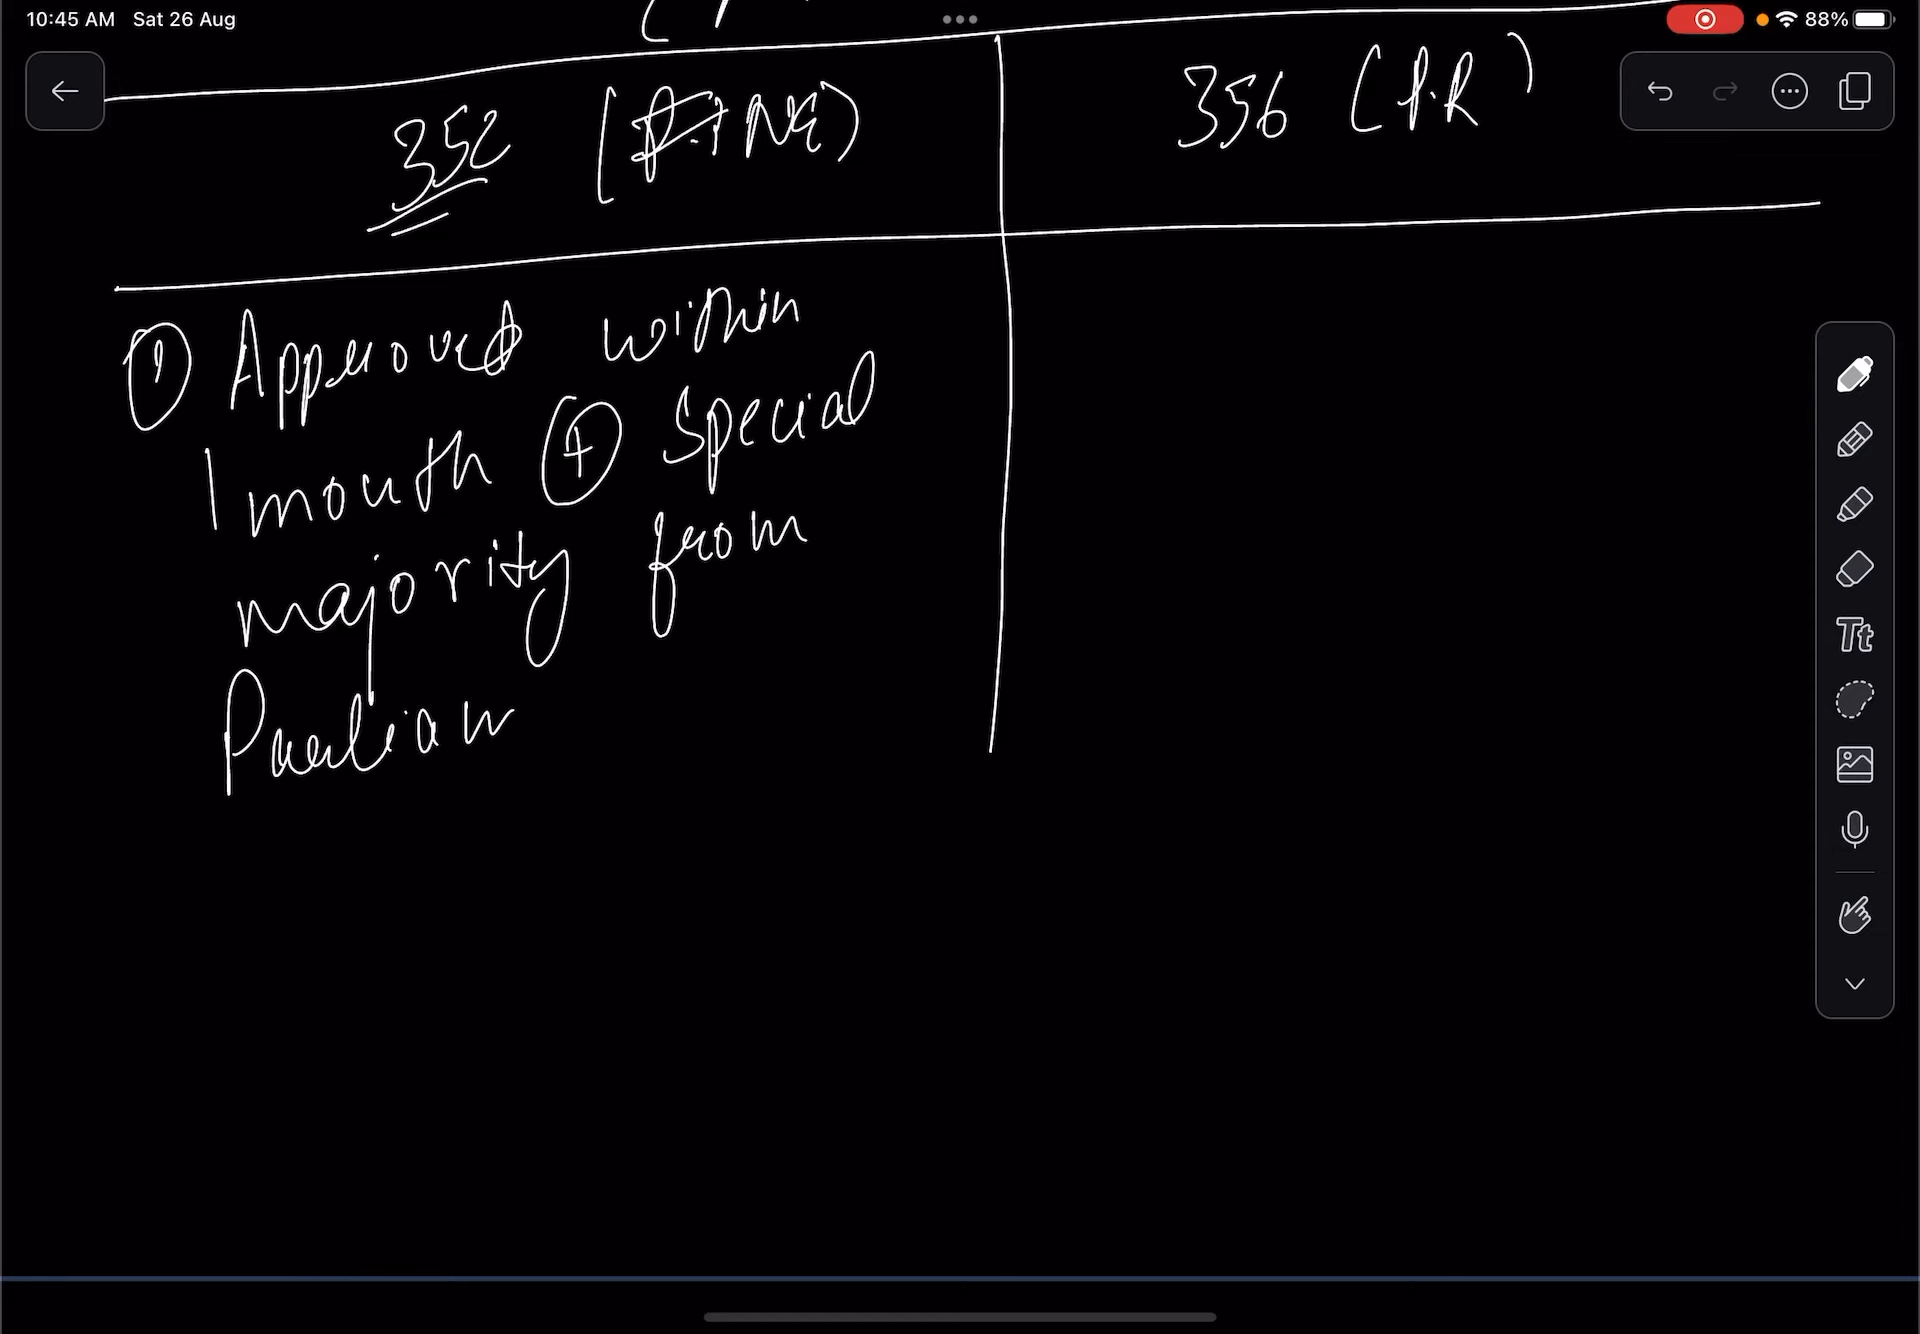 10:45 AM Sat 26 Aug
88%
352 (NE)
356 (P.R)
① Approved within
1 month ⊕ Special
majority from
Parliam
Tt